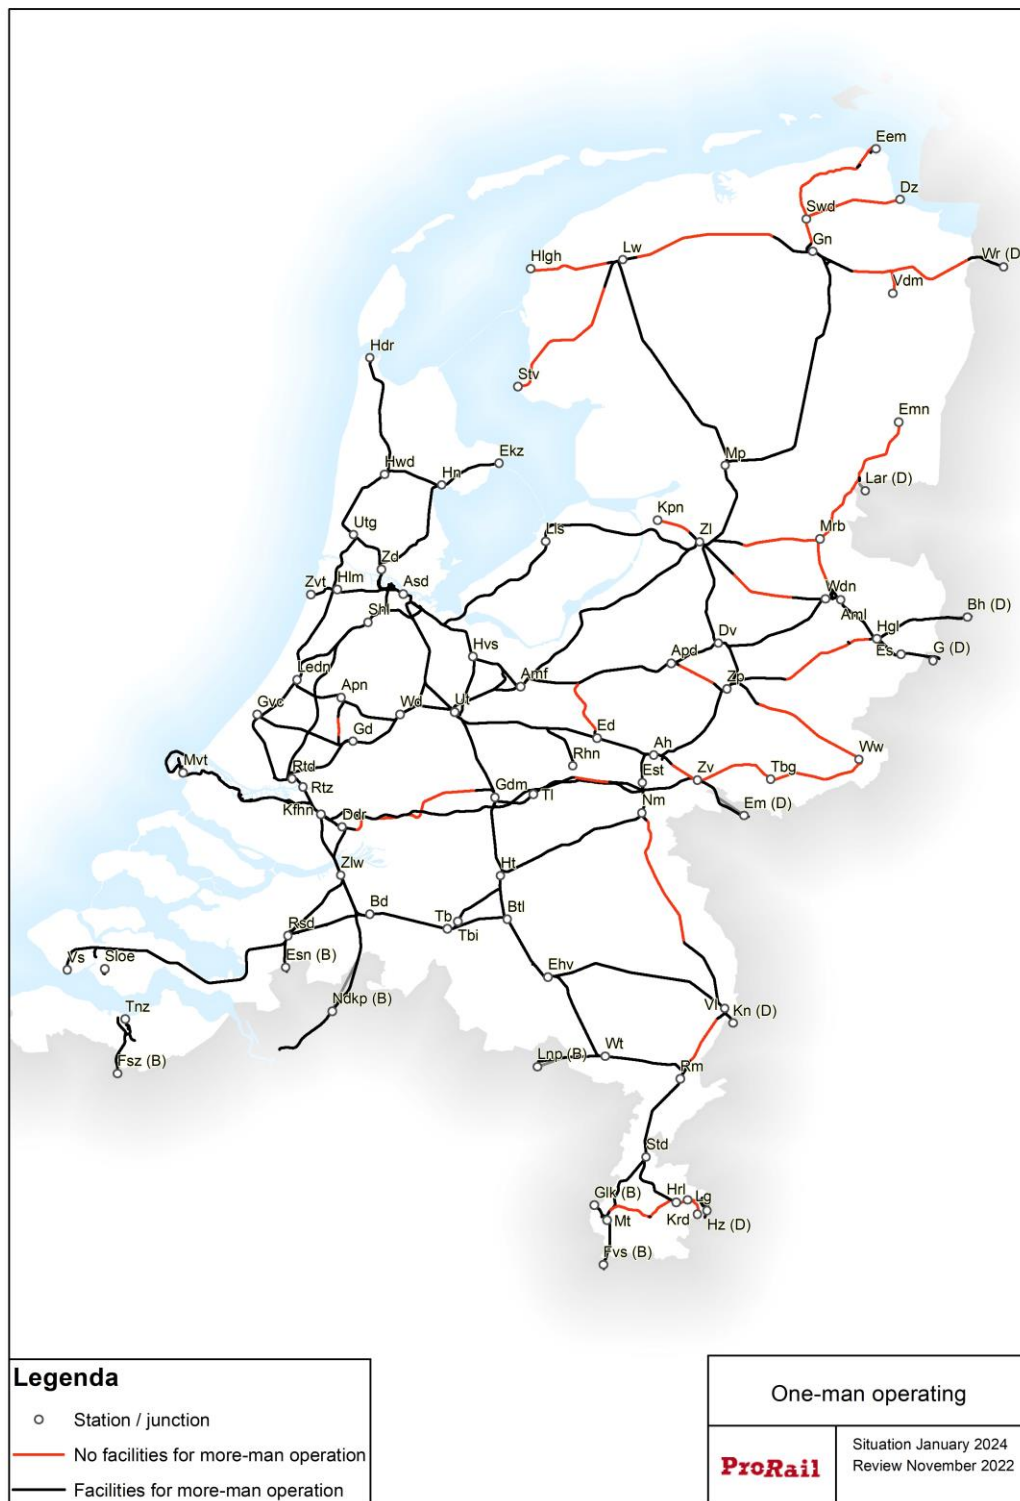 Eem
Dz
Swd
Gn
Lw
Hlgh
Wr (D
Vdm
Hdr
Stv
Emn
Ekz
Mp
Hwd
Hn
Lar (D)
Kpn
Lls
Utg
Zl
Mrb
Zd
Zvt
Hlm
Asd
Wdn
Aml
Bh (D)
Shl
Hgl
Dv
Hvs
Es
G (D)
Ledn
Apd
Amf
Zp
Apn
Gvc
Wd
Ut
Gd
Ed
Ah
Ww
Mvt
Rhn
Rtd
Est
Zv
Tbg
Rtz
Gdm
Tl
Nm
Kfhn
Ddr
Em (D)
Zlw
Ht
Bd
Tb
Btl
Rsd
Tbi
Vs
Sloe
Esn (B)
Ehv
Tnz
Ndkp (B)
Vl
Kn (D)
Fsz (B)
Lnp (B)
Wt
Rm
Std
Glk (B)
Hrl
Lg
Mt
Krd
Hz (D)
Fvs (B)
Legenda
Station / junction
No facilities for more-man operation
Facilities for more-man operation
One-man operating
ProRail
Situation January 2024
Review November 2022